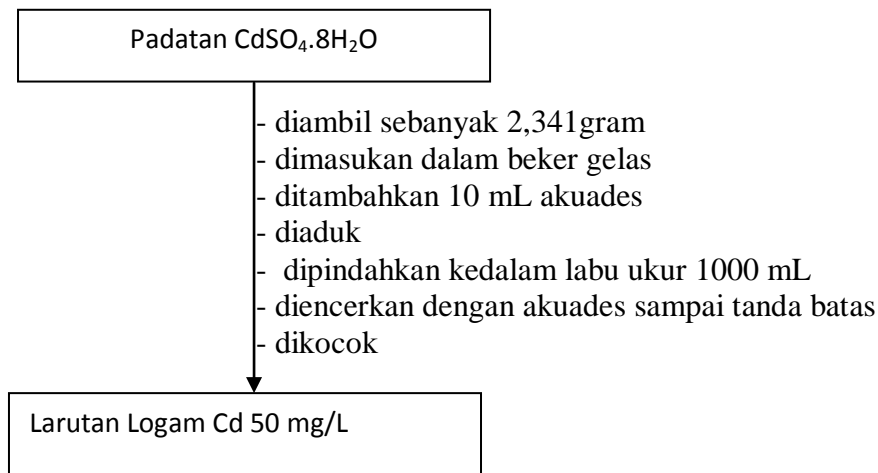 Padatan CdSO₄.8H₂O
- diambil sebanyak 2,341gram
- dimasukan dalam beker gelas
- ditambahkan 10 mL akuades
- diaduk
- dipindahkan kedalam labu ukur 1000 mL
- diencerkan dengan akuades sampai tanda batas
- dikocok
Larutan Logam Cd 50 mg/L